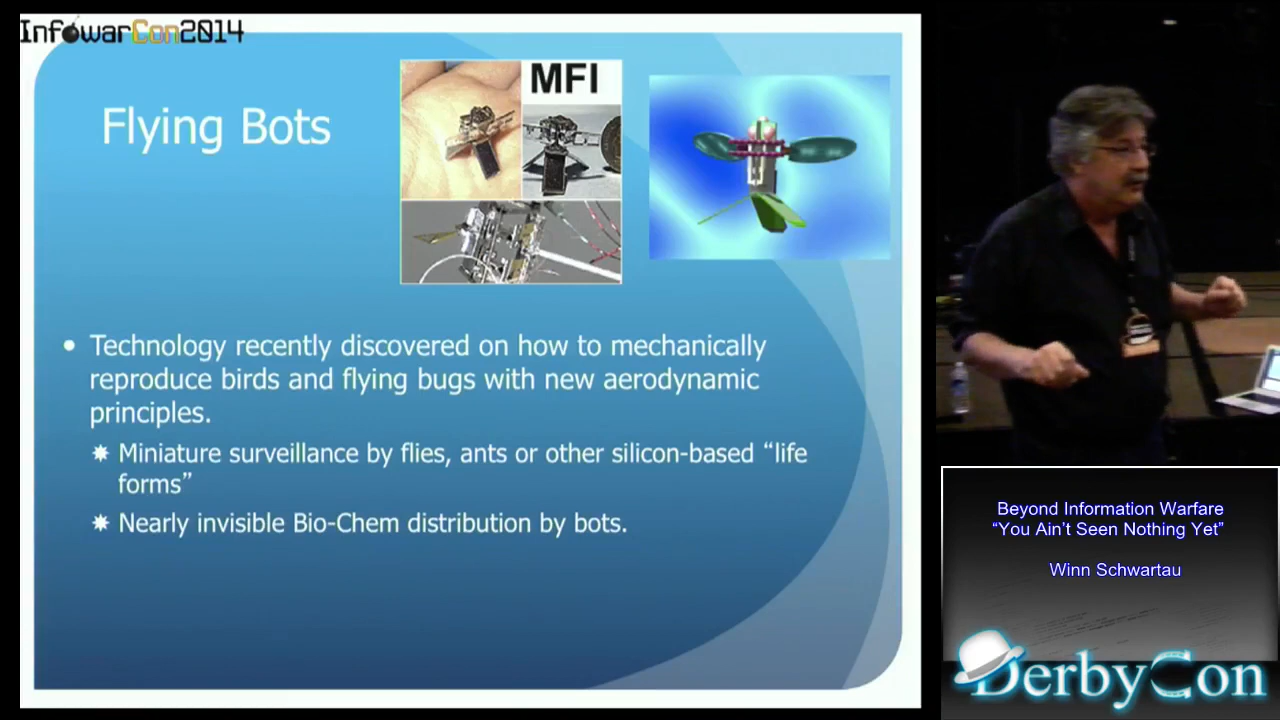 InfowarCon2014
Flying Bots
MFI
• Technology recently discovered on how to mechanically
reproduce birds and flying bugs with new aerodynamic
principles.
✷ Miniature surveillance by flies, ants or other silicon-based “life
forms”
✷ Nearly invisible Bio-Chem distribution by bots.
Beyond Information Warfare
“You Ain’t Seen Nothing Yet”
Winn Schwartau
DerbyCon